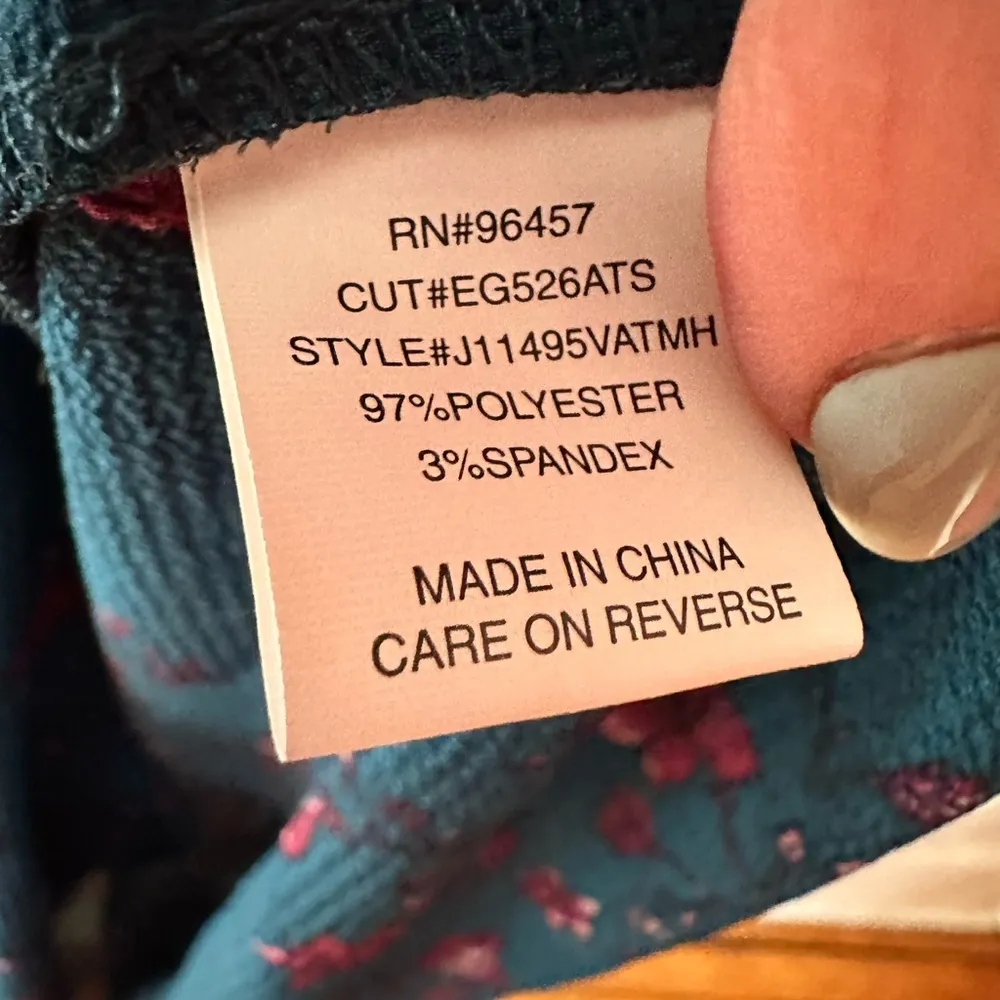 RN#96457
CUT#EG526ATS
STYLE#J11495VATMH
97%POLYESTER
3%SPANDEX
MADE IN CHINA
CARE ON REVERSE